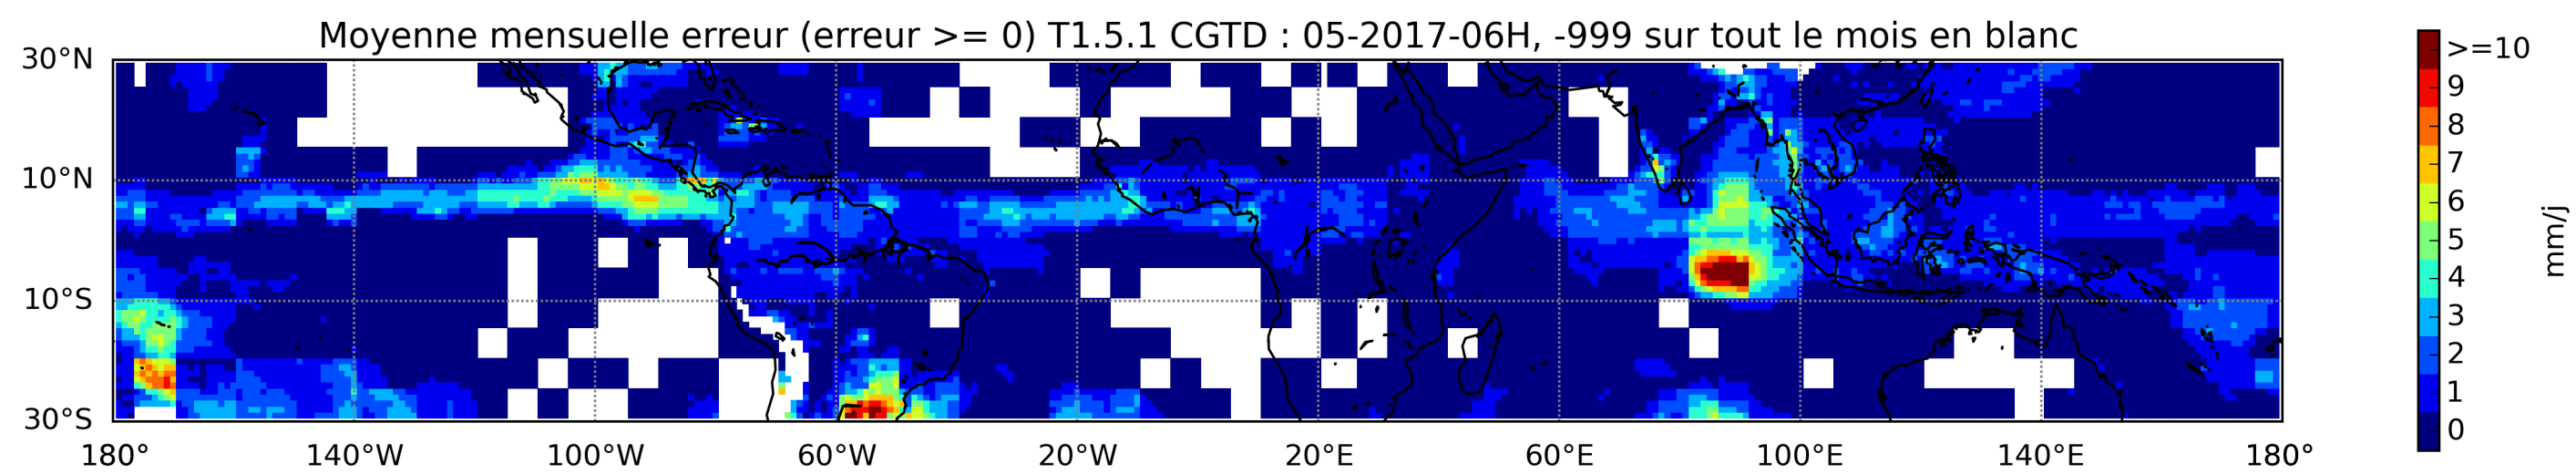 Moyenne mensuelle erreur (erreur >= 0) T1.5.1 CGTD : 05-2017-06H, -999 sur tout le mois en blanc
30°N
10°N
10°S
30°S
180° 140°W 100°W 60°W 20°W 20°E 60°E 100°E 140°E 180°
>=10
9
8
7
6
5
4
3
2
1
0
mm/j